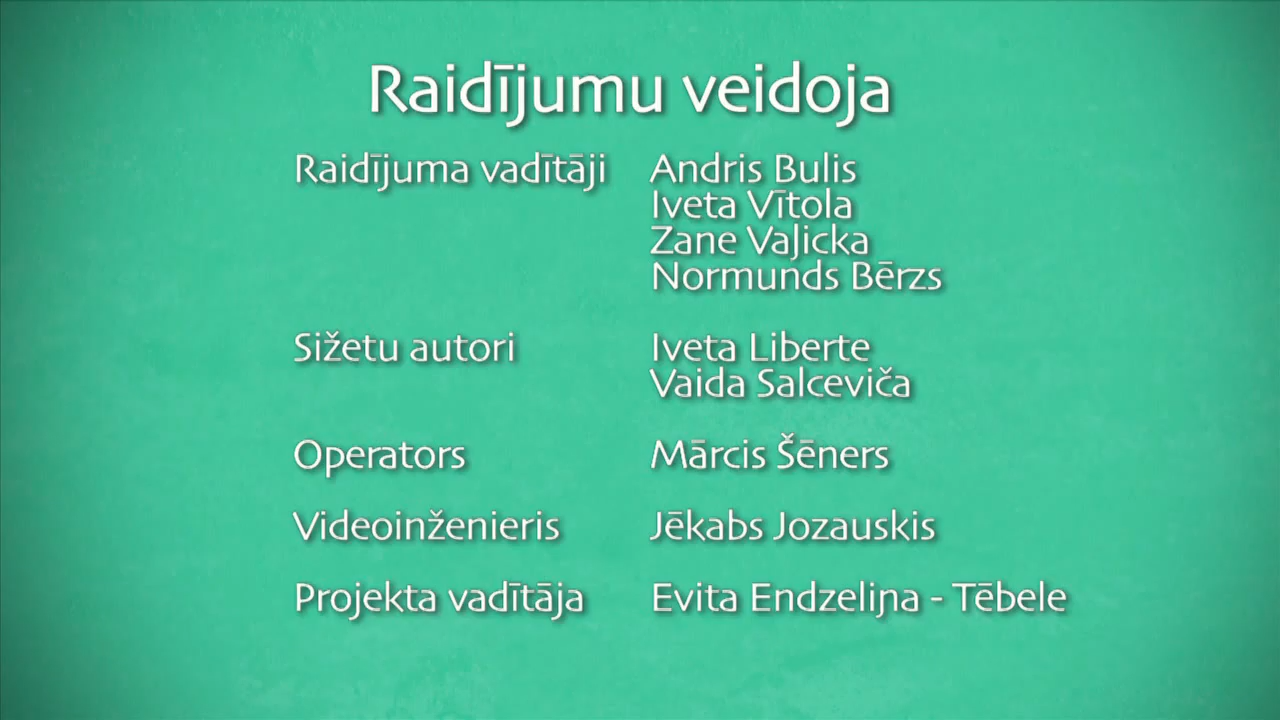 Raidījumu veidoja
Raidījuma vadītāji Andris Bulis
Iveta Vītola
Zane Vaļicka
Normunds Bērzs
Sižetu autori Iveta Liberte
Vaida Salceviča
Operators Mārcis Šēners
Videoinženieris Jēkabs Jozauskis
Projekta vadītāja Evita Endzeliņa - Tēbele